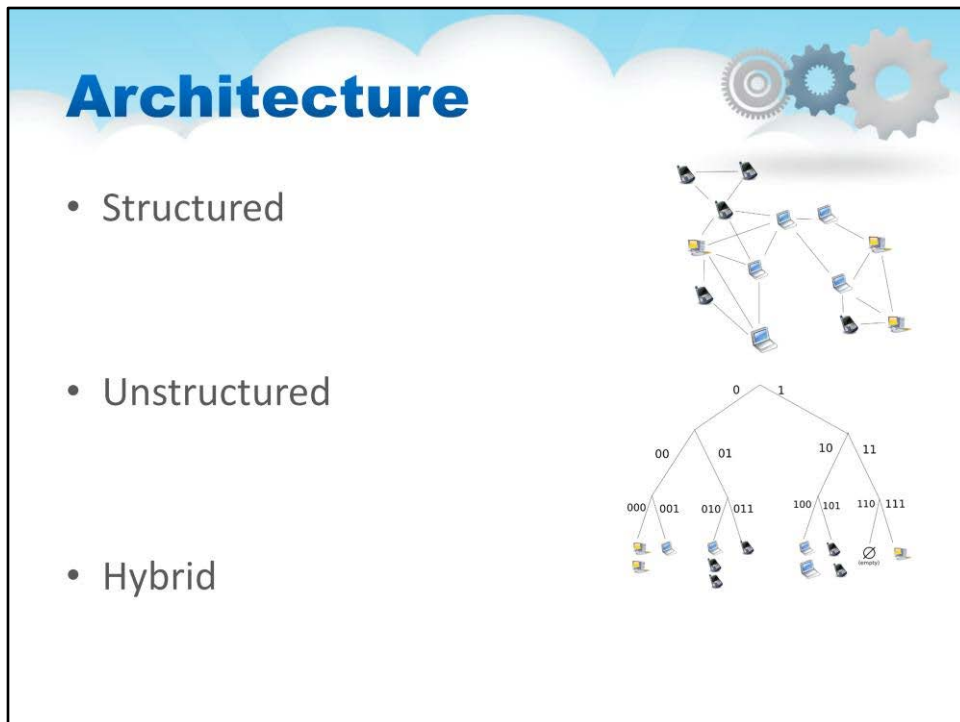 Architecture
• Structured
• Unstructured
• Hybrid
0 1
00 01 10 11
000 001 010 011 100 101 110 111
∅
(empty)